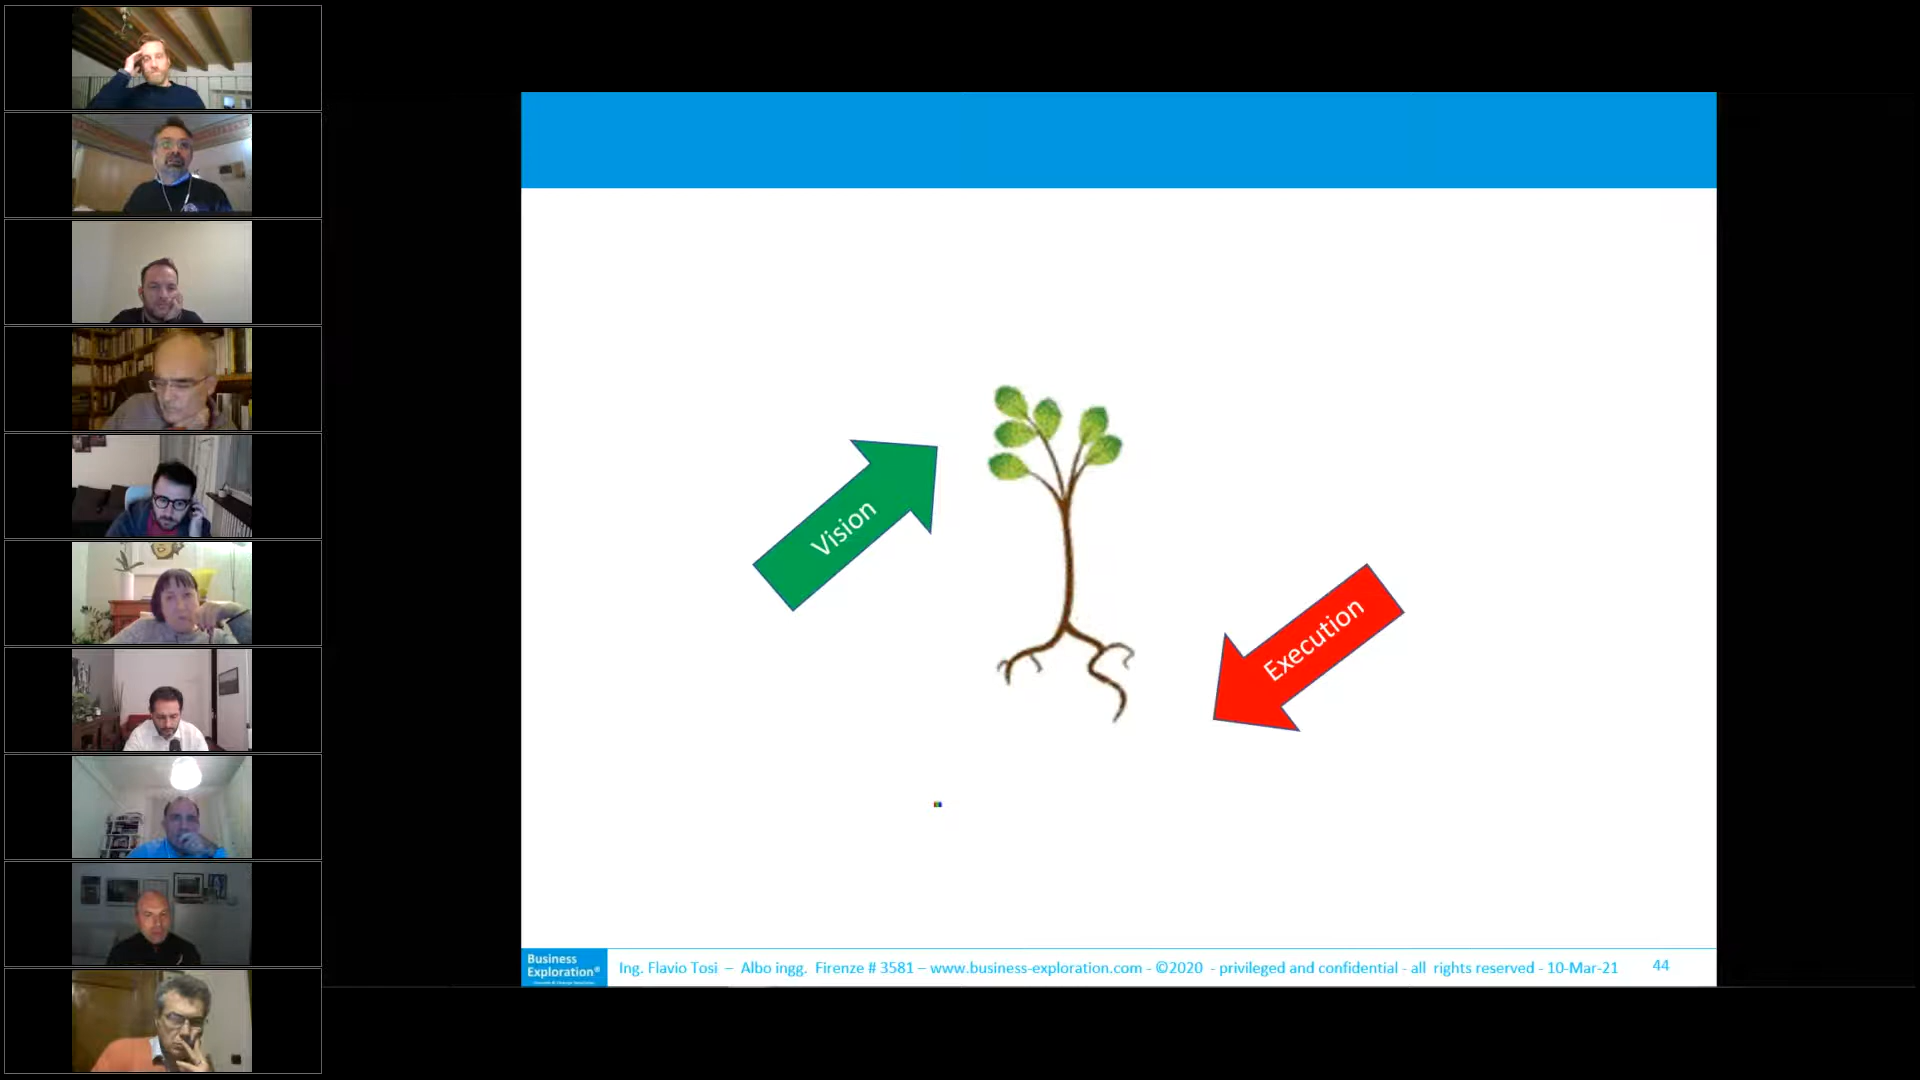 Vision
Execution
Business
Exploration®
Ing. Flavio Tosi – Albo ingg. Firenze # 3581 – www.business-exploration.com - ©2020 - privileged and confidential - all rights reserved - 10-Mar-21
44